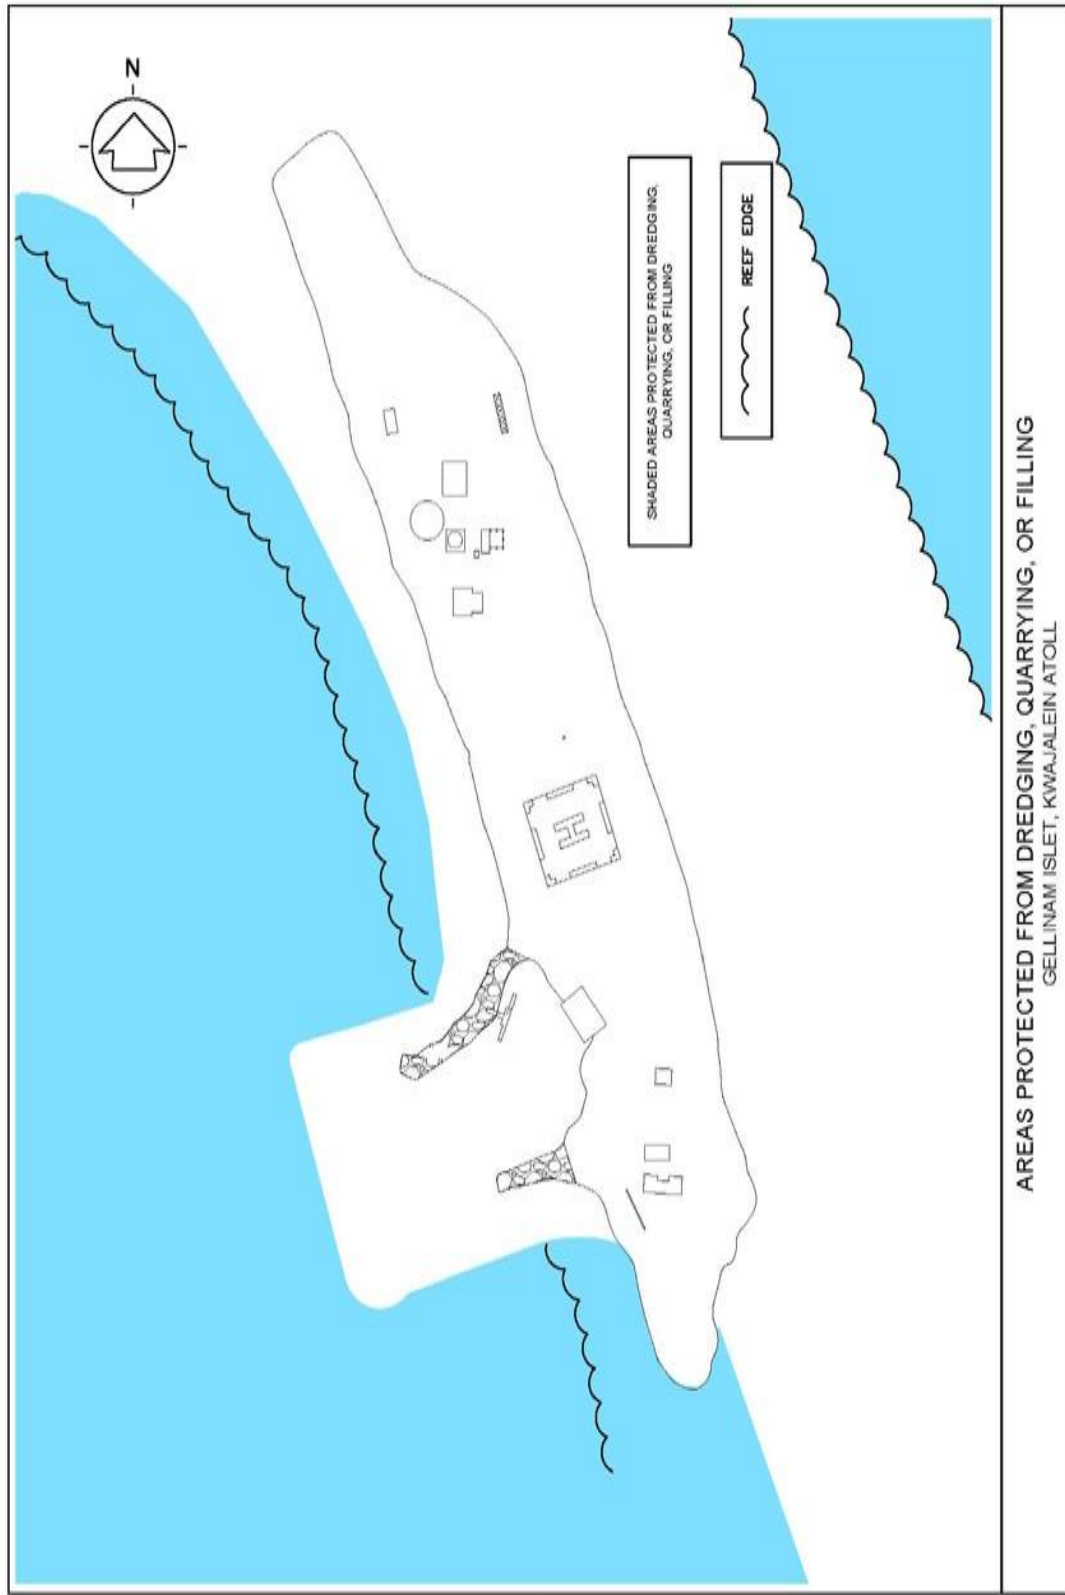 N
SHADED AREAS PROTECTED FROM DREDGING,
QUARRYING, OR FILLING
REEF EDGE
H
AREAS PROTECTED FROM DREDGING, QUARRYING, OR FILLING
GELLINAM ISLET, KWAJALEIN ATOLL